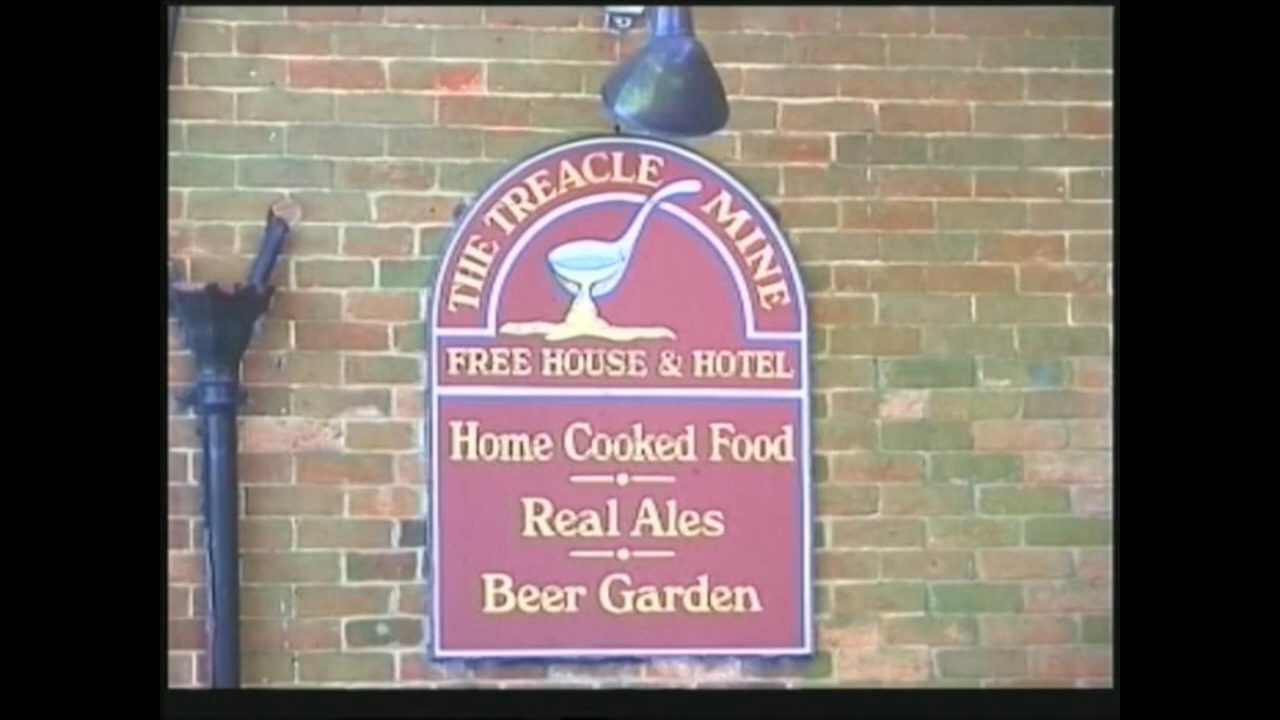 THE TREACLE MINE
FREE HOUSE & HOTEL
Home Cooked Food
Real Ales
Beer Garden